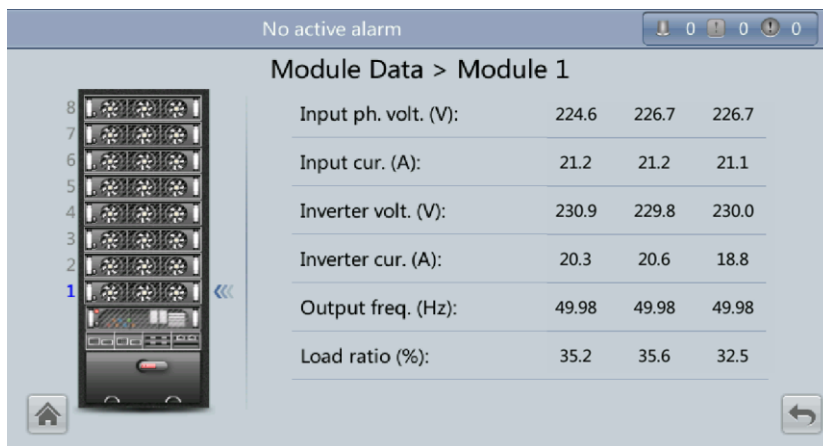 No active alarm
0 0 0
Module Data > Module 1
8
7
6
5
4
3
2
1
Input ph. volt. (V): 224.6 226.7 226.7
Input cur. (A): 21.2 21.2 21.1
Inverter volt. (V): 230.9 229.8 230.0
Inverter cur. (A): 20.3 20.6 18.8
Output freq. (Hz): 49.98 49.98 49.98
Load ratio (%): 35.2 35.6 32.5